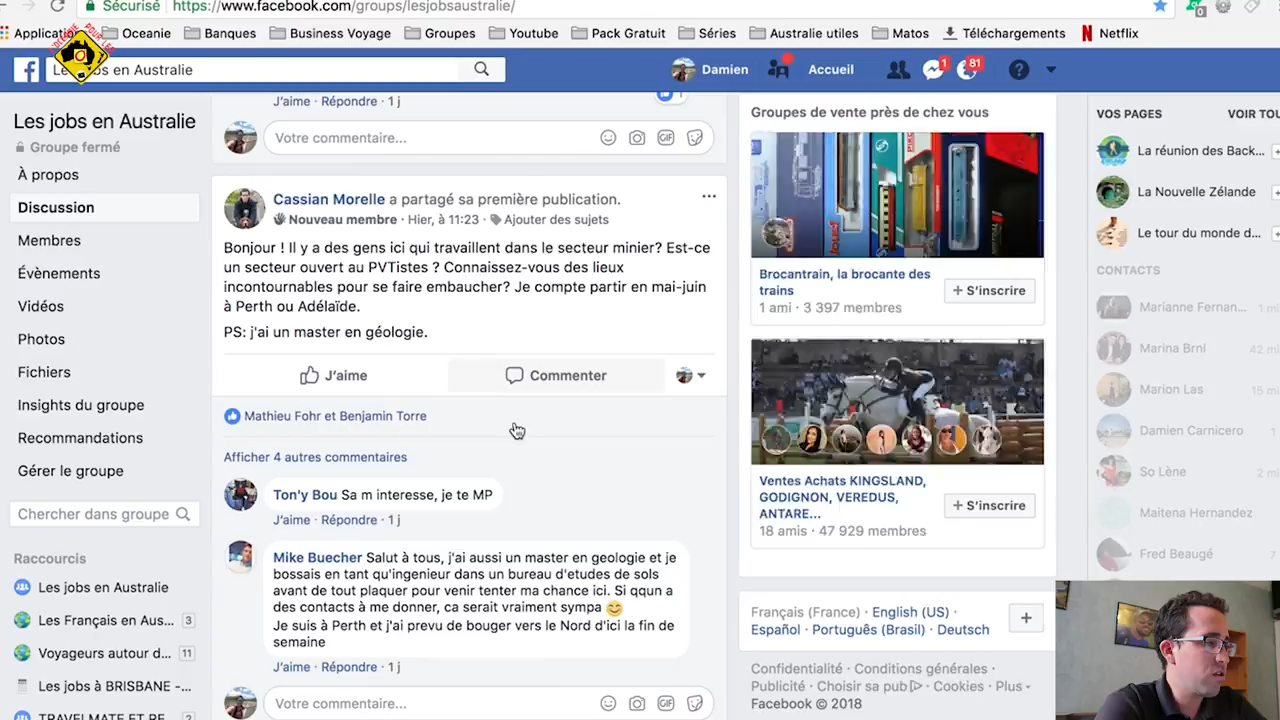 Sécurisé https://www.facebook.com/groups/lesjobsaustralie/
Oceanie Banques Business Voyage Groupes Youtube Pack Gratuit Séries Australie utiles Matos Téléchargements Netflix
Les jobs en Australie
Damien Accueil 1 81
Les jobs en Australie
Groupe fermé
À propos
Discussion
Membres
Évènements
Vidéos
Photos
Fichiers
Insights du groupe
Recommandations
Gérer le groupe
Chercher dans groupe
Raccourcis
Les jobs en Australie
Les Français en Aus... 3
Voyageurs autour d... 11
Les jobs à BRISBANE -...
J'aime · Répondre · 1 j
Votre commentaire...
GIF
Cassian Morelle a partagé sa première publication.
Nouveau membre · Hier, à 11:23 · Ajouter des sujets
Bonjour ! Il y a des gens ici qui travaillent dans le secteur minier? Est-ce
un secteur ouvert au PVTistes ? Connaissez-vous des lieux
incontournables pour se faire embaucher? Je compte partir en mai-juin
à Perth ou Adélaïde.
PS: j'ai un master en géologie.
J'aime Commenter
Mathieu Fohr et Benjamin Torre
Afficher 4 autres commentaires
Ton'y Bou Sa m interesse, je te MP
J'aime · Répondre · 1 j
Mike Buecher Salut à tous, j'ai aussi un master en geologie et je
bossais en tant qu'ingenieur dans un bureau d'etudes de sols
avant de tout plaquer pour venir tenter ma chance ici. Si qqun a
des contacts à me donner, ca serait vraiment sympa
Je suis à Perth et j'ai prevu de bouger vers le Nord d'ici la fin de
semaine
J'aime · Répondre · 1 j
Votre commentaire...
GIF
Groupes de vente près de chez vous
Brocantrain, la brocante des
trains
1 ami · 3 397 membres
+ S'inscrire
Ventes Achats KINGSLAND,
GODIGNON, VEREDUS,
ANTARE...
18 amis · 47 929 membres
+ S'inscrire
Français (France) · English (US) ·
Español · Português (Brasil) · Deutsch
Confidentialité · Conditions générales ·
Publicité · Choisir sa pub · Cookies · Plus
Facebook © 2018
VOS PAGES
La réunion des Back...
La Nouvelle Zélande
Le tour du monde d...
CONTACTS
Marianne Fernan...
Marina Brnl 42
Marion Las
Damien Carnicero
So Lène
Maitena Hernandez
Fred Beaugé